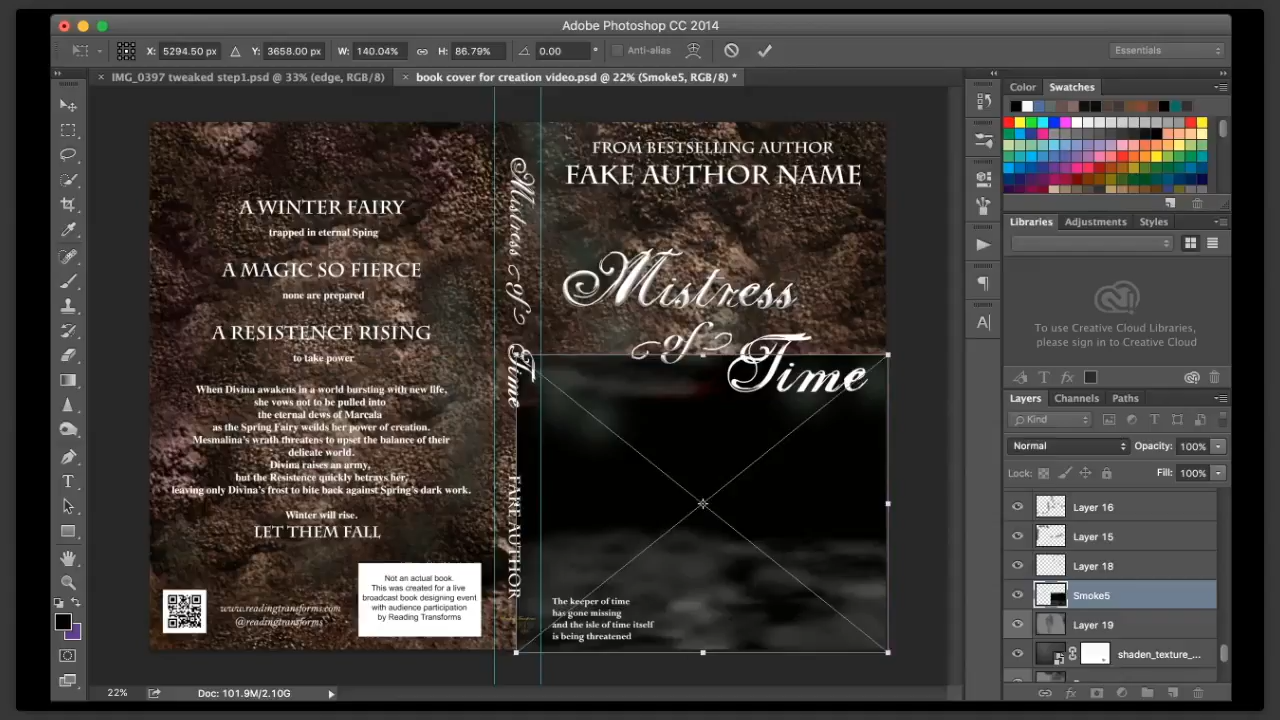 Adobe Photoshop CC 2014
X: 5294.50 px Y: 3658.00 px W: 140.04% H: 86.79% 0.00 ° Anti-alias Essentials
× IMG_0397 tweaked step1.psd @ 33% (edge, RGB/8) × book cover for creation video.psd @ 22% (Smoke5, RGB/8) *
Color Swatches
FROM BESTSELLING AUTHOR
FAKE AUTHOR NAME
Mistress
of
Time
The keeper of time
has gone missing
and the isle of time itself
is being threatened
Mistress of Time
FAKE AUTHOR
A WINTER FAIRY
trapped in eternal Sping
A MAGIC SO FIERCE
none are prepared
A RESISTENCE RISING
to take power
When Divina awakens in a world bursting with new life,
she vows not to be pulled into
the eternal dews of Marcala
as the Spring Fairy weilds her power of creation.
Mesmalina's wrath threatens to upset the balance of their
delicate world.
Divina raises an army,
but the Resistence quickly betrays her,
leaving only Divina's frost to bite back against Spring's dark work.
Winter will rise.
LET THEM FALL
www.readingtransforms.com
@readingtransforms
Not an actual book.
This was created for a live
broadcast book designing event
with audience participation
by Reading Transforms
Libraries Adjustments Styles
To use Creative Cloud Libraries,
please sign in to Creative Cloud
Layers Channels Paths
Kind
Normal Opacity: 100%
Lock: Fill: 100%
Layer 16
Layer 15
Layer 18
Smoke5
Layer 19
shaden_texture_...
22% Doc: 101.9M/2.10G